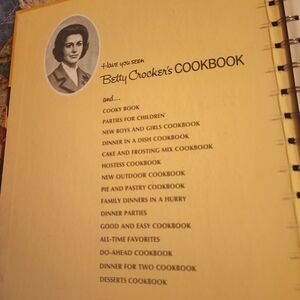 Have you seen
Betty Crocker's COOKBOOK
and...
COOKY BOOK
PARTIES FOR CHILDREN
NEW BOYS AND GIRLS COOKBOOK
DINNER IN A DISH COOKBOOK
CAKE AND FROSTING MIX COOKBOOK
HOSTESS COOKBOOK
NEW OUTDOOR COOKBOOK
PIE AND PASTRY COOKBOOK
FAMILY DINNERS IN A HURRY
DINNER PARTIES
GOOD AND EASY COOKBOOK
ALL-TIME FAVORITES
DO-AHEAD COOKBOOK
DINNER FOR TWO COOKBOOK
DESSERTS COOKBOOK